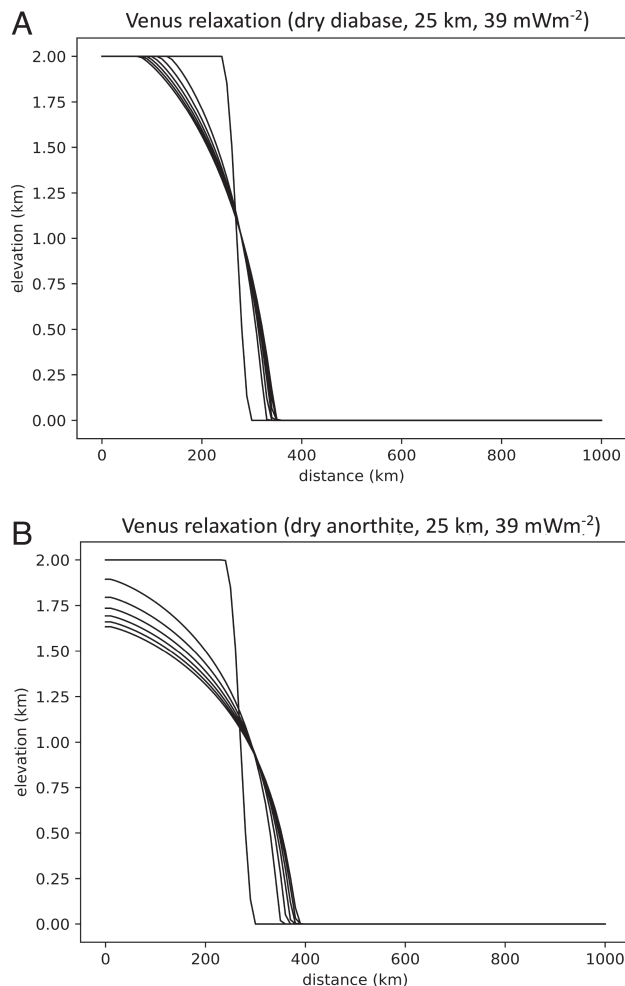 A
Venus relaxation (dry diabase, 25 km, 39 mWm⁻²)
2.00
1.75
1.50
1.25
1.00
0.75
0.50
0.25
0.00
elevation (km)
0 200 400 600 800 1000
distance (km)
B
Venus relaxation (dry anorthite, 25 km, 39 mWm⁻²)
2.00
1.75
1.50
1.25
1.00
0.75
0.50
0.25
0.00
elevation (km)
0 200 400 600 800 1000
distance (km)